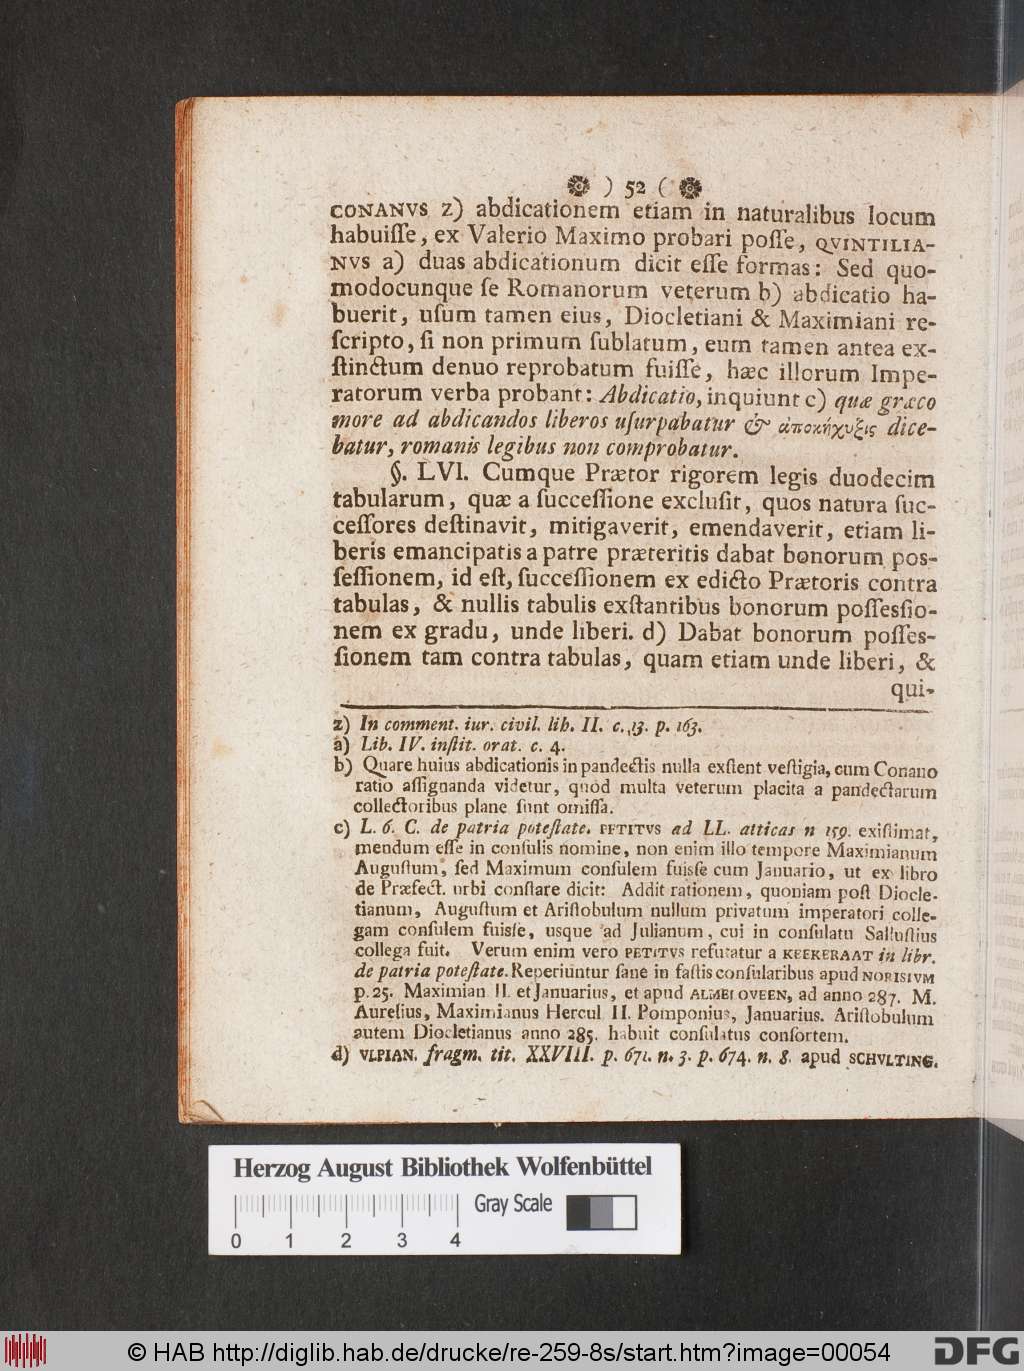 ) 52 (
CONANVS z) abdicationem etiam in naturalibus locum
habuiſſe, ex Valerio Maximo probari poſſe, QVINTILIA-
NVS a) duas abdicationum dicit eſſe formas: Sed quo-
modocunque ſe Romanorum veterum b) abdicatio ha-
buerit, uſum tamen eius, Diocletiani & Maximiani re-
ſcripto, ſi non primum ſublatum, eum tamen antea ex-
ſtinctum denuo reprobatum fuiſſe, hæc illorum Impe-
ratorum verba probant: Abdicatio, inquiunt c) quæ græco
more ad abdicandos liberos uſurpabatur & ἀποκήχυξις dice-
batur, romanis legibus non comprobatur.
§. LVI. Cumque Prætor rigorem legis duodecim
tabularum, quæ a ſucceſſione excluſit, quos natura ſuc-
ceſſores deſtinavit, mitigaverit, emendaverit, etiam li-
beris emancipatis a patre præteritis dabat bonorum poſ-
ſeſſionem, id eſt, ſucceſſionem ex edicto Prætoris contra
tabulas, & nullis tabulis exſtantibus bonorum poſſeſſio-
nem ex gradu, unde liberi. d) Dabat bonorum poſſeſ-
ſionem tam contra tabulas, quam etiam unde liberi, &
qui-
z) In comment. iur. civil. lib. II. c. 13. p. 163.
a) Lib. IV. inſtit. orat. c. 4.
b) Quare huius abdicationis in pandectis nulla exſtent veſtigia, cum Conano
ratio aſſignanda videtur, quod multa veterum placita a pandectarum
collectoribus plane ſunt omiſſa.
c) L. 6. C. de patria poteſtate. PETITVS ad LL. atticas n 159. exiſtimat,
mendum eſſe in conſulis nomine, non enim illo tempore Maximianum
Auguſtum, ſed Maximum conſulem fuiſſe cum Januario, ut ex libro
de Præfect. urbi conſtare dicit: Addit rationem, quoniam poſt Diocle-
tianum, Auguſtum et Ariſtobulum nullum privatum imperatori colle-
gam conſulem fuiſſe, usque ad Julianum, cui in conſulatu Salluſtius
collega fuit. Verum enim vero PETITVS refutatur a KEEKERAAT in libr.
de patria poteſtate. Reperiuntur ſane in faſtis conſularibus apud NORISIVM
p. 25. Maximian II. et Januarius, et apud ALMELOVEEN, ad anno 287. M.
Aurelius, Maximianus Hercul II. Pomponius, Januarius. Ariſtobulum
autem Diocletianus anno 285. habuit conſulatus conſortem.
d) VLPIAN. fragm. tit. XXVIII. p. 671. n. 3. p. 674. n. 8. apud SCHVLTING.
Herzog August Bibliothek Wolfenbüttel
Gray Scale
0 1 2 3 4
© HAB http://diglib.hab.de/drucke/re-259-8s/start.htm?image=00054
DFG